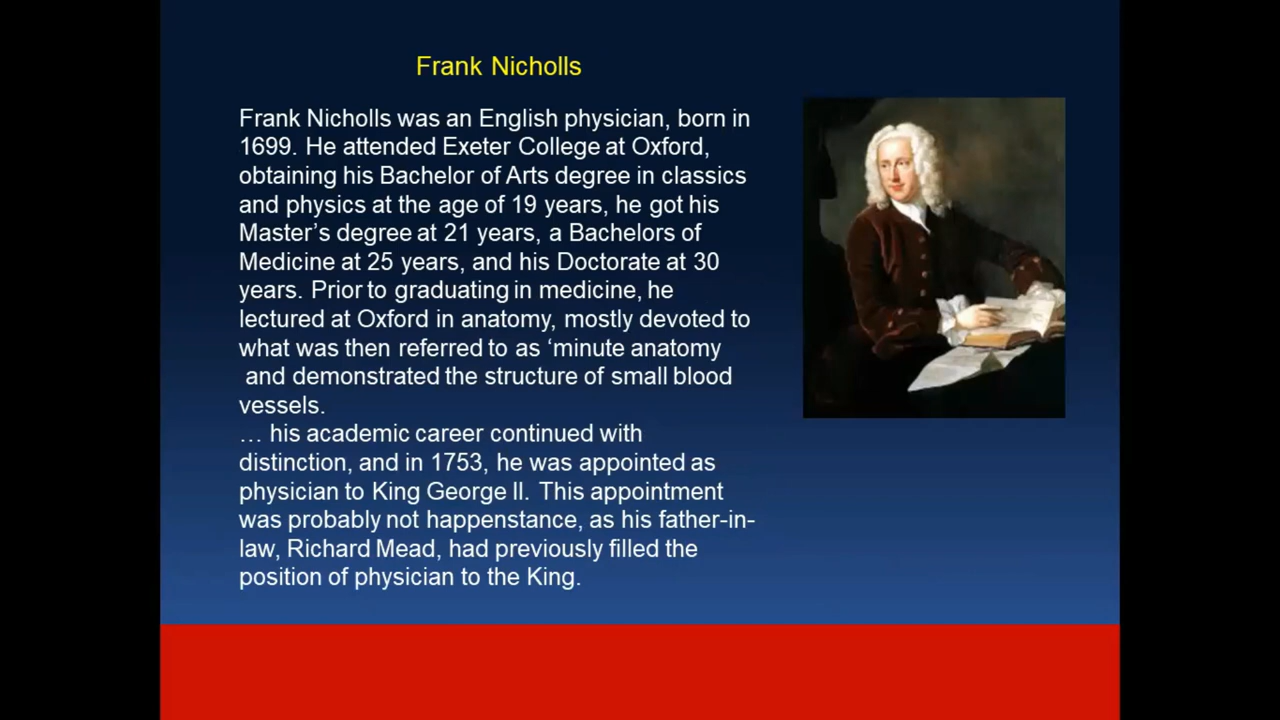 Frank Nicholls
Frank Nicholls was an English physician, born in
1699. He attended Exeter College at Oxford,
obtaining his Bachelor of Arts degree in classics
and physics at the age of 19 years, he got his
Master’s degree at 21 years, a Bachelors of
Medicine at 25 years, and his Doctorate at 30
years. Prior to graduating in medicine, he
lectured at Oxford in anatomy, mostly devoted to
what was then referred to as ‘minute anatomy
and demonstrated the structure of small blood
vessels.
… his academic career continued with
distinction, and in 1753, he was appointed as
physician to King George ll. This appointment
was probably not happenstance, as his father-in-
law, Richard Mead, had previously filled the
position of physician to the King.